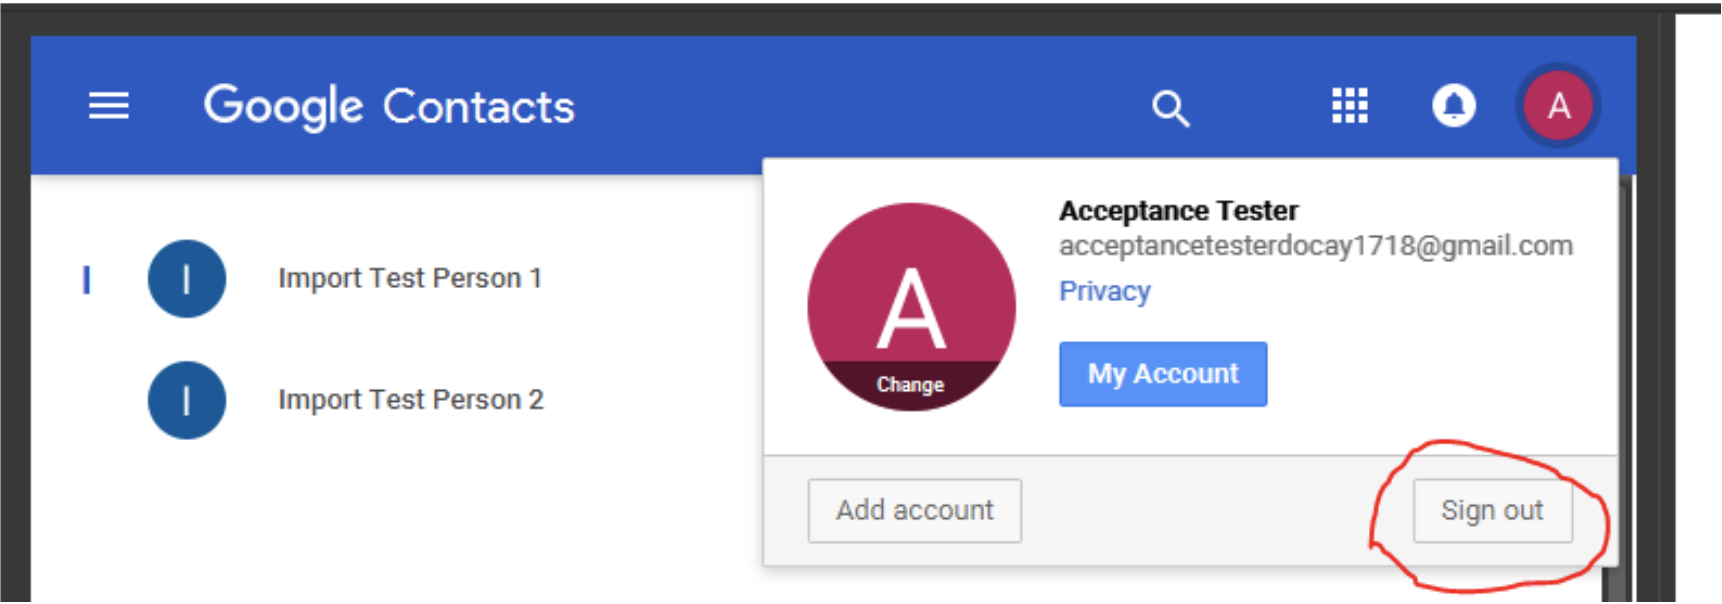 Google Contacts
A
Acceptance Tester
acceptancetesterdocay1718@gmail.com
Privacy
A
Change
My Account
I
I
Import Test Person 1
I
Import Test Person 2
Add account
Sign out